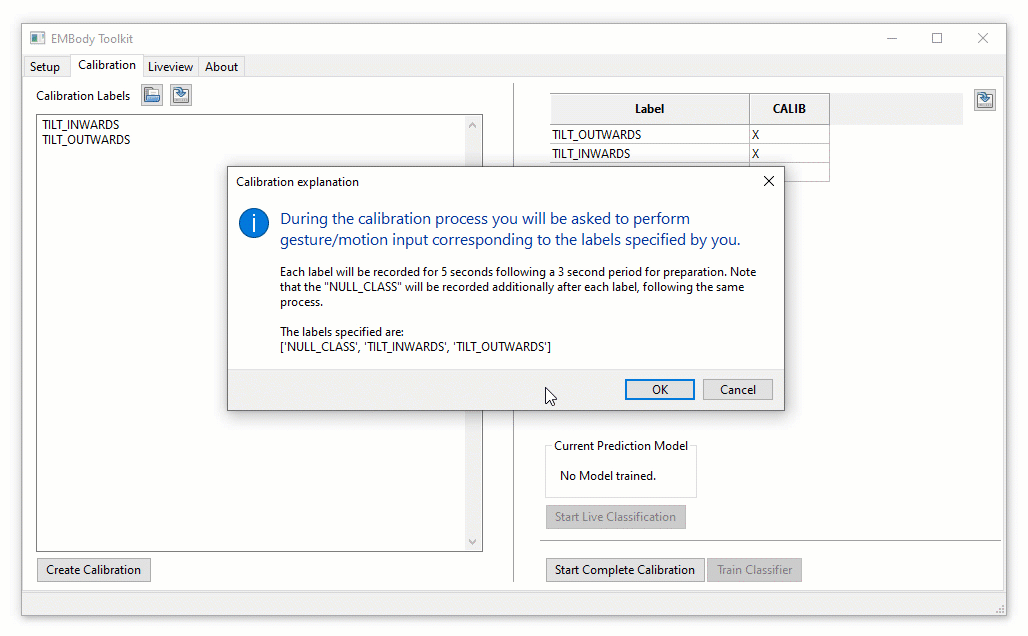 EMBody Toolkit
Setup
Calibration
Liveview
About
Calibration Labels
TILT_INWARDS
TILT_OUTWARDS
Label
CALIB
TILT_OUTWARDS
X
TILT_INWARDS
X
Calibration explanation
During the calibration process you will be asked to perform
gesture/motion input corresponding to the labels specified by you.
Each label will be recorded for 5 seconds following a 3 second period for preparation. Note
that the "NULL_CLASS" will be recorded additionally after each label, following the same
process.
The labels specified are:
['NULL_CLASS', 'TILT_INWARDS', 'TILT_OUTWARDS']
OK
Cancel
Current Prediction Model
No Model trained.
Start Live Classification
Create Calibration
Start Complete Calibration
Train Classifier